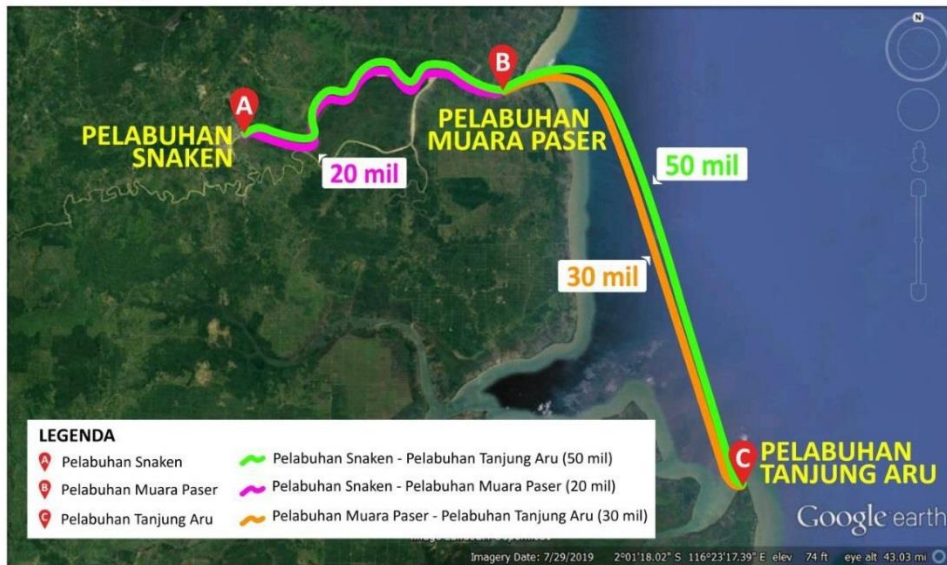 A
B
PELABUHAN
SNAKEN
PELABUHAN
MUARA PASER
20 mil
50 mil
30 mil
C
PELABUHAN
TANJUNG ARU
LEGENDA
A Pelabuhan Snaken
B Pelabuhan Muara Paser
C Pelabuhan Tanjung Aru
Pelabuhan Snaken - Pelabuhan Tanjung Aru (50 mil)
Pelabuhan Snaken - Pelabuhan Muara Paser (20 mil)
Pelabuhan Muara Paser - Pelabuhan Tanjung Aru (30 mil)
Google earth
Imagery Date: 7/29/2019 2°01'18.02" S 116°23'17.39" E elev 74 ft eye alt 43.03 mi